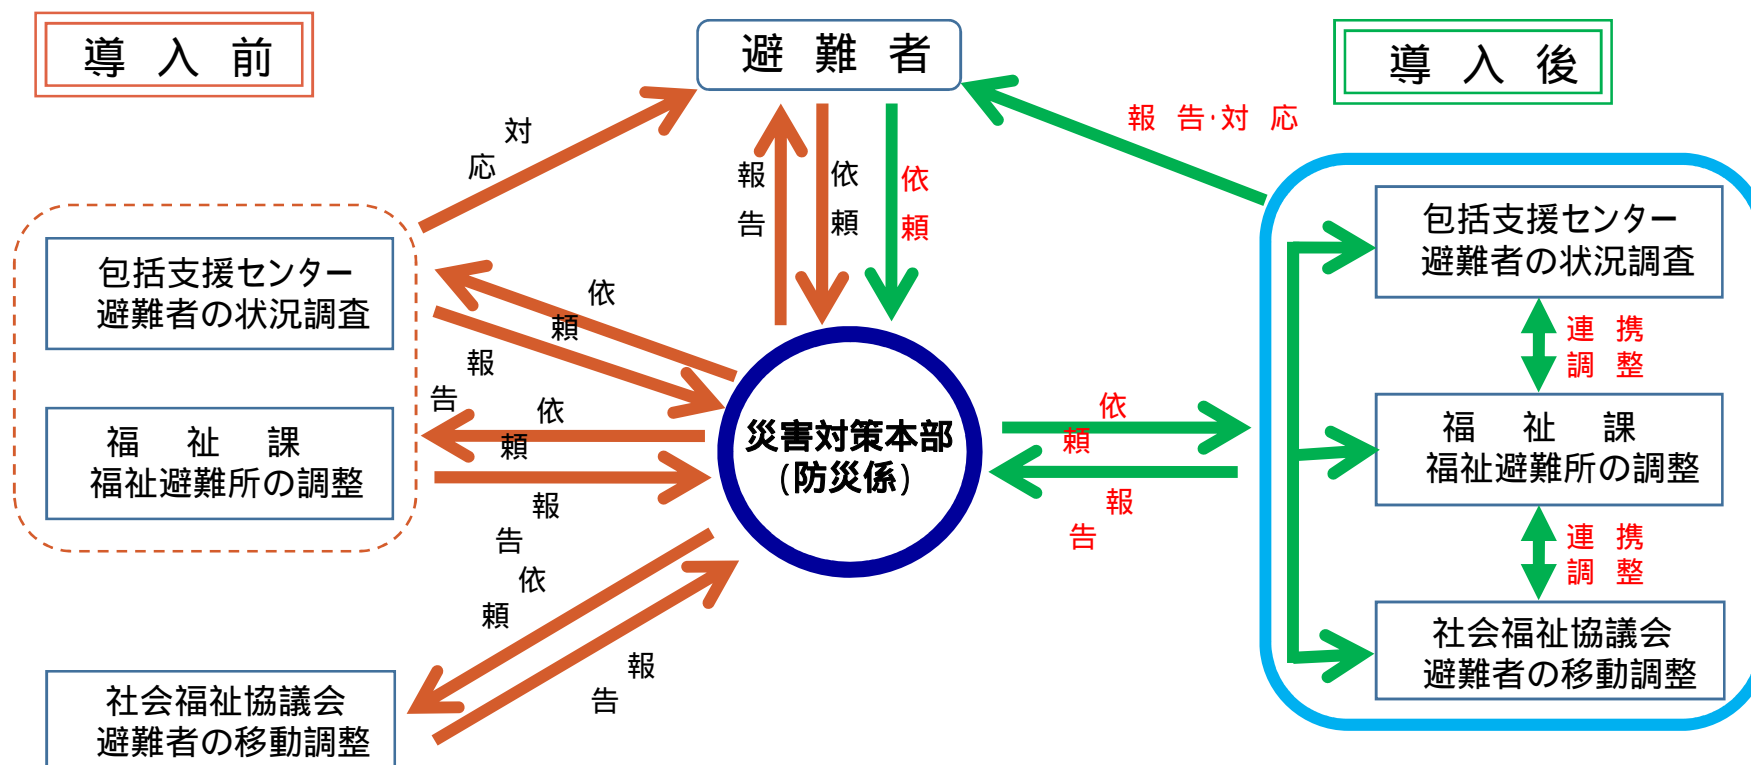 導入前
避難者
導入後
対応
報告
依頼
依頼
報告・対応
包括支援センター
避難者の状況調査
福祉課
福祉避難所の調整
社会福祉協議会
避難者の移動調整
依頼
報告
依頼
報告
依頼
報告
災害対策本部
(防災係)
依頼
報告
包括支援センター
避難者の状況調査
連携
調整
福祉課
福祉避難所の調整
連携
調整
社会福祉協議会
避難者の移動調整